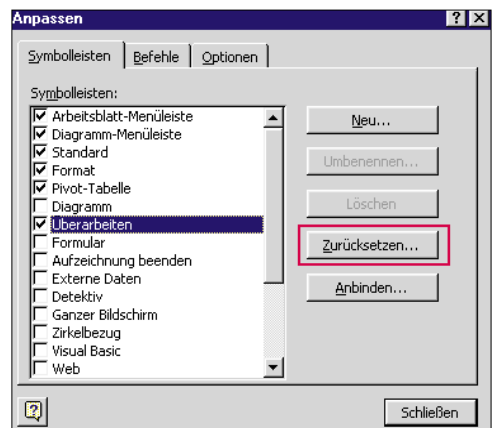 Anpassen
Symbolleisten Befehle Optionen
Symbolleisten:
Arbeitsblatt-Menüleiste
Diagramm-Menüleiste
Standard
Format
Pivot-Tabelle
Diagramm
Überarbeiten
Formular
Aufzeichnung beenden
Externe Daten
Detektiv
Ganzer Bildschirm
Zirkelbezug
Visual Basic
Web
Neu...
Umbenennen...
Löschen
Zurücksetzen...
Anbinden...
Schließen